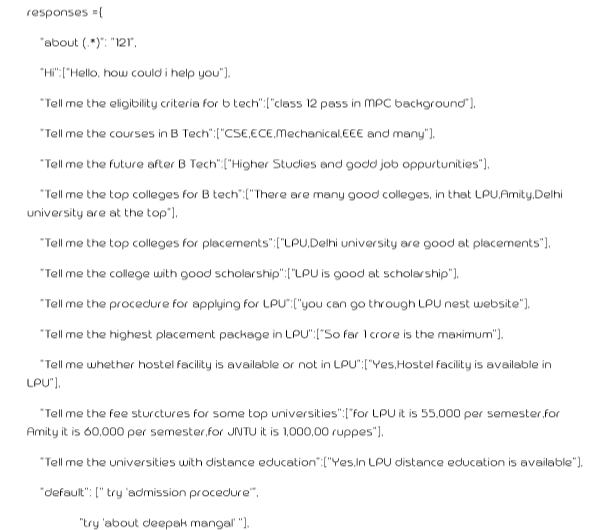 responses ={
"about (.*)": "121",
"Hi":["Hello, how could i help you"],
"Tell me the eligibility criteria for b tech":["class 12 pass in MPC background"],
"Tell me the courses in B Tech":["CSE,ECE,Mechanical,EEE and many"],
"Tell me the future after B Tech":["Higher Studies and godd job oppurtunities"],
"Tell me the top colleges for B tech":["There are many good colleges, in that LPU,Amity,Delhi
university are at the top"],
"Tell me the top colleges for placements":["LPU,Delhi university are good at placements"],
"Tell me the college with good scholarship":["LPU is good at scholarship"],
"Tell me the procedure for applying for LPU":["you can go through LPU nest website"],
"Tell me the highest placement package in LPU":["So far 1 crore is the maximum"],
"Tell me whether hostel facility is available or not in LPU":["Yes,Hostel facility is available in
LPU"],
"Tell me the fee sturctures for some top universities":["for LPU it is 55,000 per semester,for
Amity it is 60,000 per semester,for JNTU it is 1,000,00 ruppes"],
"Tell me the universities with distance education":["Yes,In LPU distance education is available"],
"default": [" try 'admission procedure'",
"try 'about deepak mangal' "],